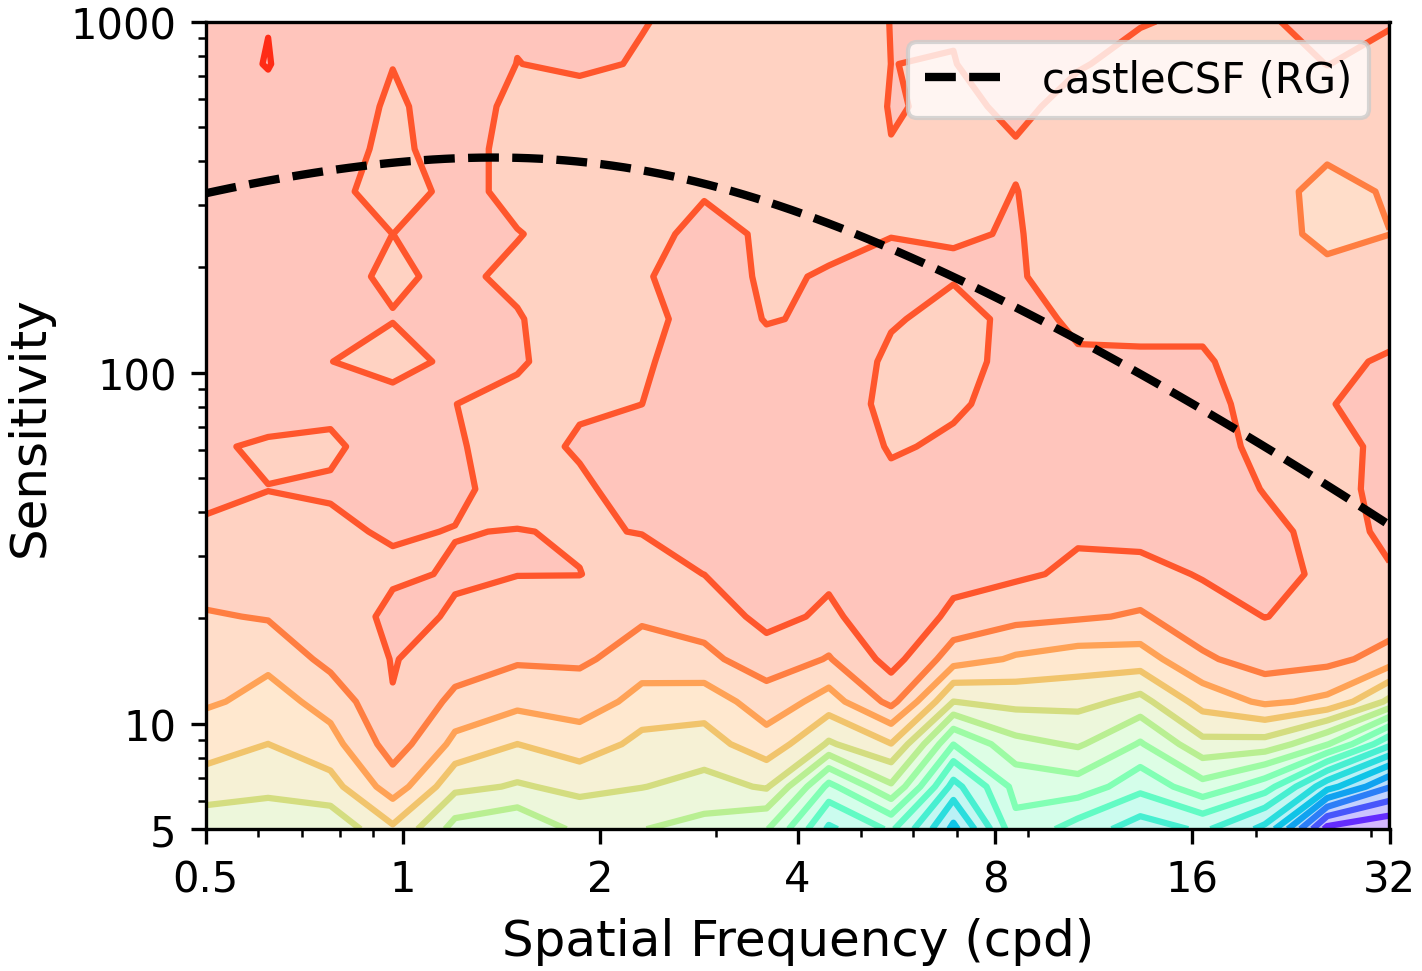 1000
100
10
5
Sensitivity
castleCSF (RG)
0.5 1 2 4 8 16 32
Spatial Frequency (cpd)